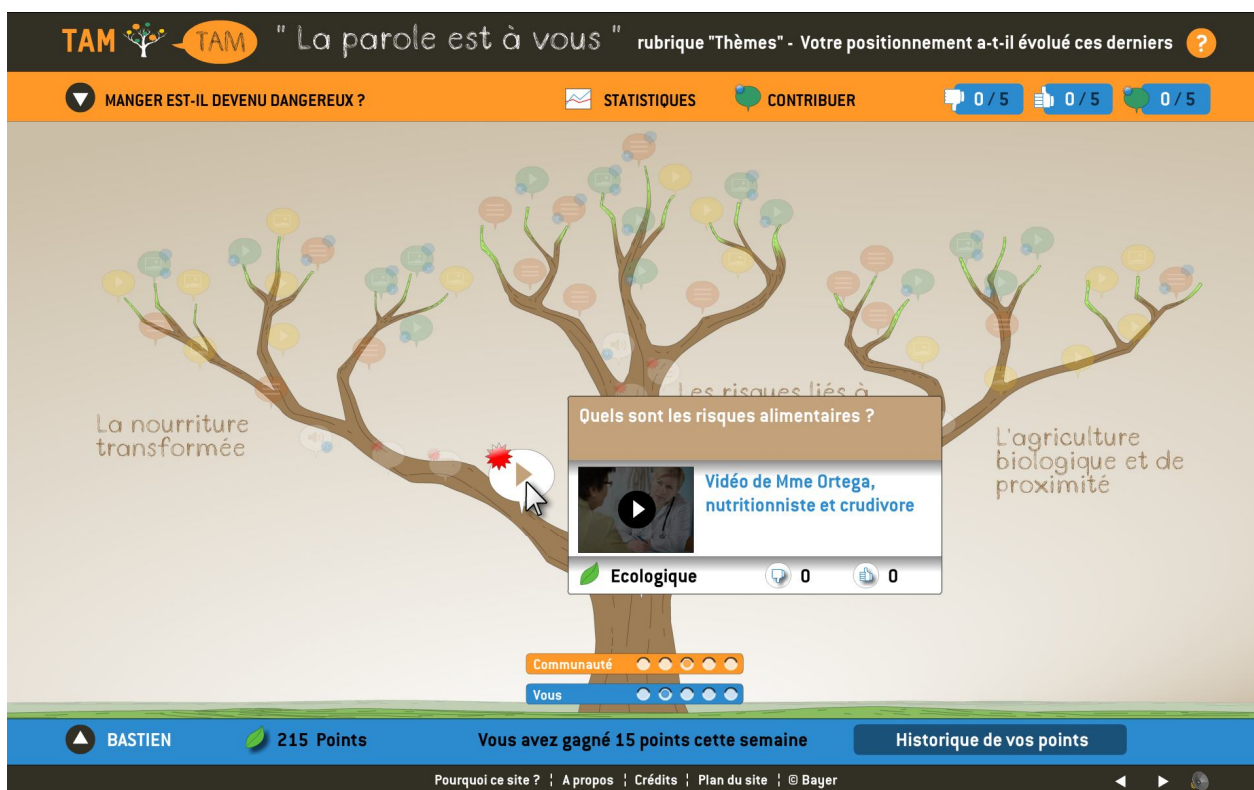 TAM TAM " La parole est à vous " rubrique "Thèmes" - Votre positionnement a-t-il évolué ces derniers ?
MANGER EST-IL DEVENU DANGEREUX ? STATISTIQUES CONTRIBUER 0 / 5 0 / 5 0 / 5
Les risques liés à
La nourriture
transformée
L'agriculture
biologique et de
proximité
Quels sont les risques alimentaires ?
Vidéo de Mme Ortega,
nutritionniste et crudivore
Ecologique 0 0
Communauté
Vous
BASTIEN 215 Points Vous avez gagné 15 points cette semaine Historique de vos points
Pourquoi ce site ? ¦ A propos ¦ Crédits ¦ Plan du site ¦ © Bayer